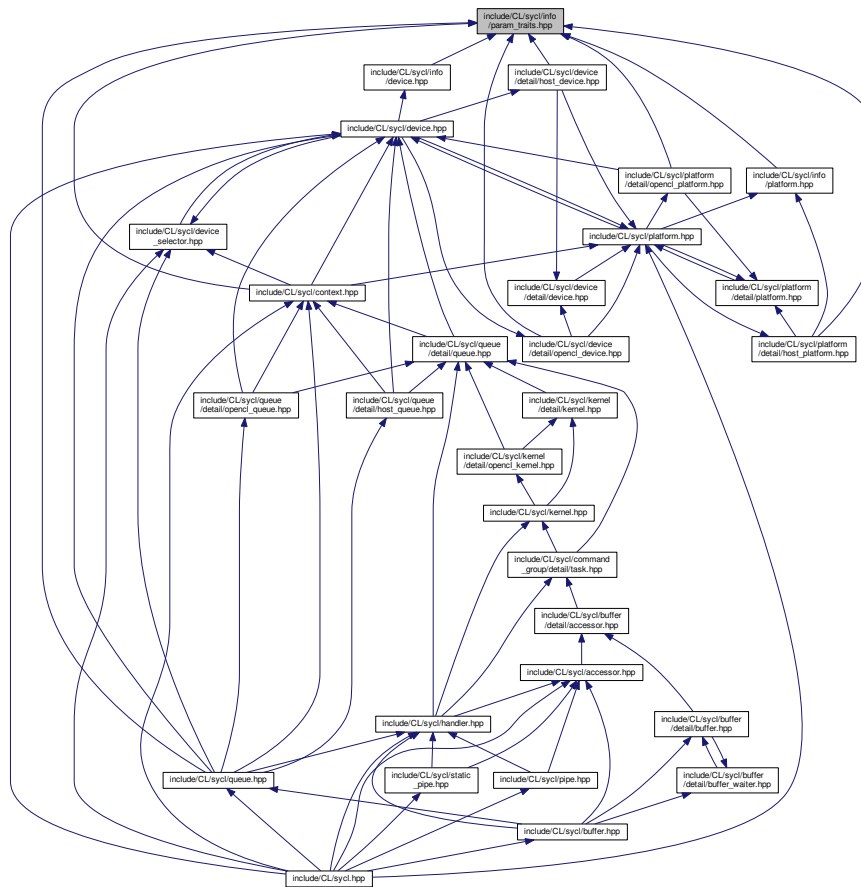 include/CL/sycl/info
/param_traits.hpp
include/CL/sycl/info
/device.hpp
include/CL/sycl/device
/detail/host_device.hpp
include/CL/sycl/device.hpp
include/CL/sycl/platform
/detail/opencl_platform.hpp
include/CL/sycl/info
/platform.hpp
include/CL/sycl/device
_selector.hpp
include/CL/sycl/platform.hpp
include/CL/sycl/context.hpp
include/CL/sycl/device
/detail/device.hpp
include/CL/sycl/platform
/detail/platform.hpp
include/CL/sycl/queue
/detail/queue.hpp
include/CL/sycl/device
/detail/opencl_device.hpp
include/CL/sycl/platform
/detail/host_platform.hpp
include/CL/sycl/queue
/detail/opencl_queue.hpp
include/CL/sycl/queue
/detail/host_queue.hpp
include/CL/sycl/kernel
/detail/kernel.hpp
include/CL/sycl/kernel
/detail/opencl_kernel.hpp
include/CL/sycl/kernel.hpp
include/CL/sycl/command
_group/detail/task.hpp
include/CL/sycl/buffer
/detail/accessor.hpp
include/CL/sycl/accessor.hpp
include/CL/sycl/handler.hpp
include/CL/sycl/buffer
/detail/buffer.hpp
include/CL/sycl/queue.hpp
include/CL/sycl/static
_pipe.hpp
include/CL/sycl/pipe.hpp
include/CL/sycl/buffer
/detail/buffer_waiter.hpp
include/CL/sycl/buffer.hpp
include/CL/sycl.hpp